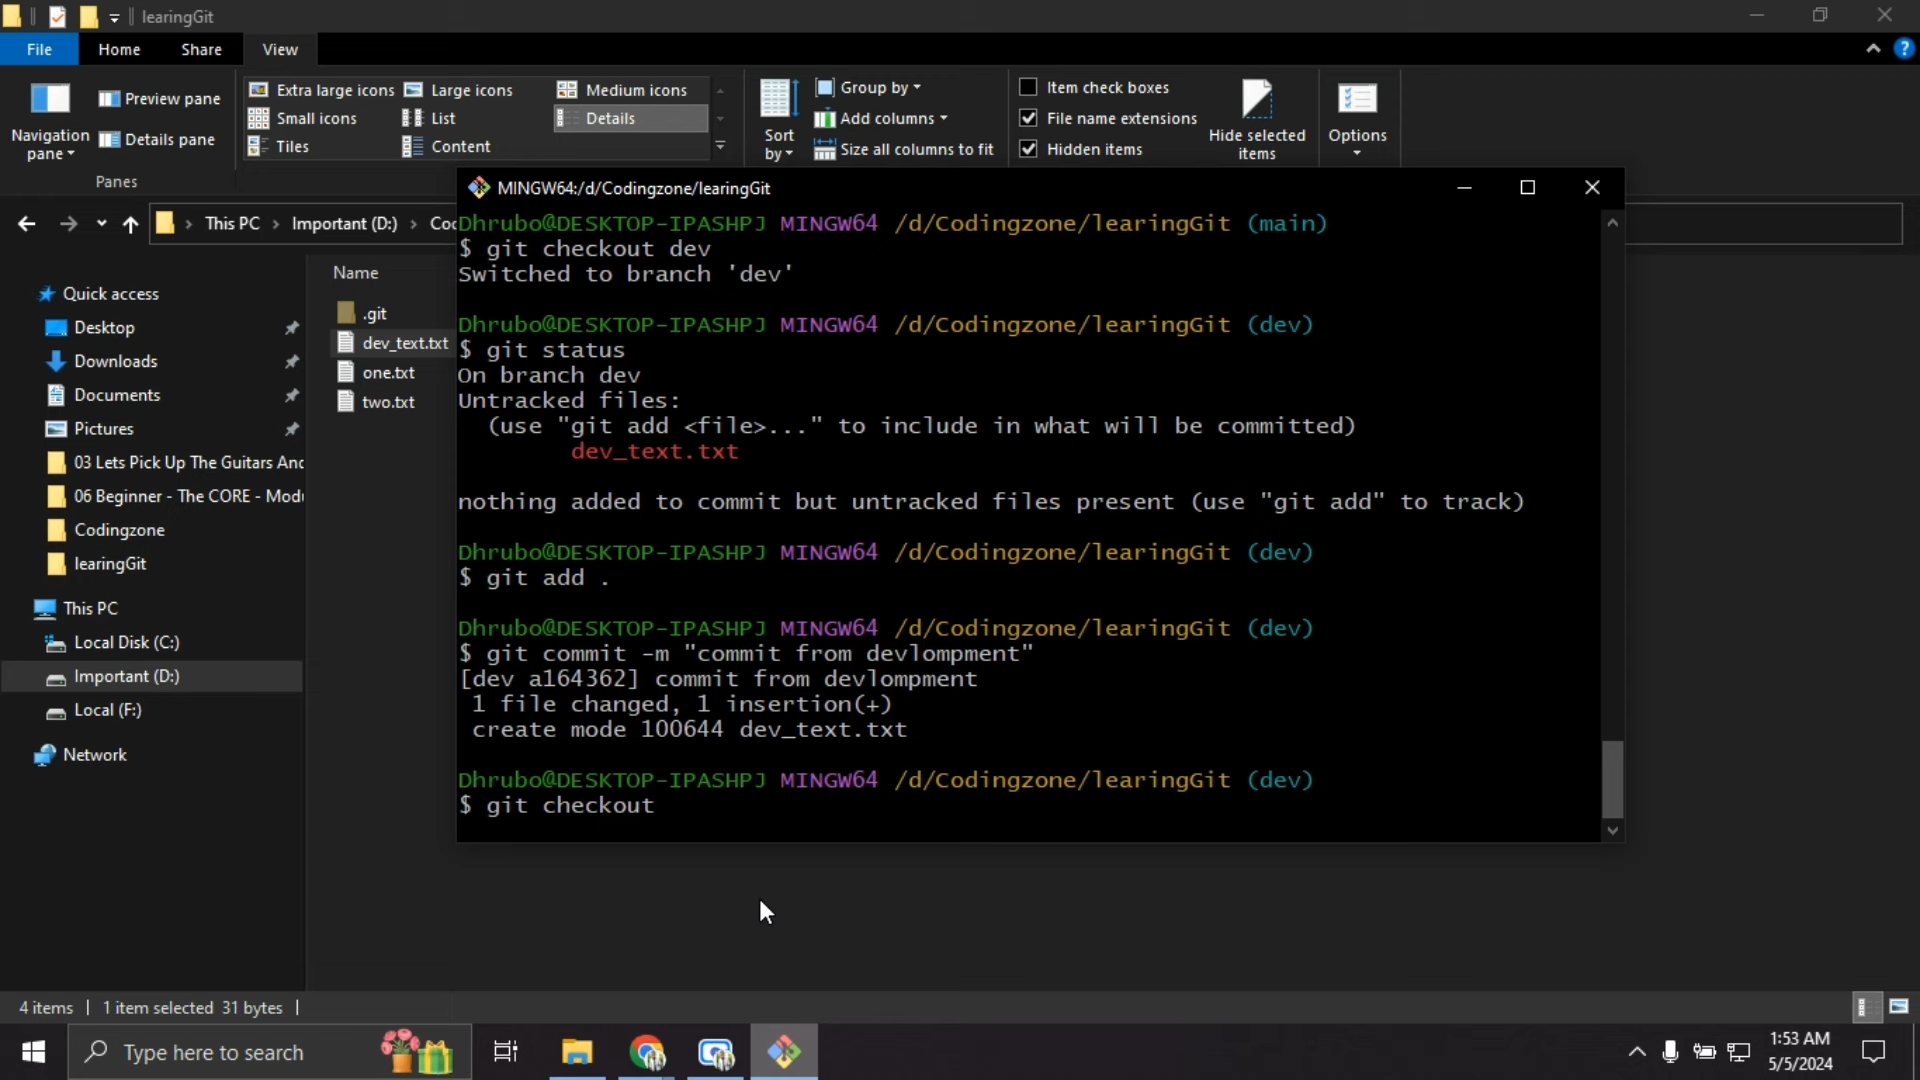 learingGit
File Home Share View
Navigation pane
Preview pane
Details pane
Panes
Extra large icons Large icons Medium icons
Small icons List Details
Tiles Content
Sort by
Group by
Add columns
Size all columns to fit
Item check boxes
File name extensions
Hidden items
Hide selected items
Options
This PC Important (D:)
Name
.git
dev_text.txt
one.txt
two.txt
Quick access
Desktop
Downloads
Documents
Pictures
03 Lets Pick Up The Guitars And
06 Beginner - The CORE -
Codingzone
learingGit
This PC
Local Disk (C:)
Important (D:)
Local (F:)
Network
MINGW64:/d/Codingzone/learingGit
Dhrubo@DESKTOP-IPASHPJ MINGW64 /d/Codingzone/learingGit (main)
$ git checkout dev
Switched to branch 'dev'
Dhrubo@DESKTOP-IPASHPJ MINGW64 /d/Codingzone/learingGit (dev)
$ git status
On branch dev
Untracked files:
(use "git add <file>..." to include in what will be committed)
dev_text.txt
nothing added to commit but untracked files present (use "git add" to track)
Dhrubo@DESKTOP-IPASHPJ MINGW64 /d/Codingzone/learingGit (dev)
$ git add .
Dhrubo@DESKTOP-IPASHPJ MINGW64 /d/Codingzone/learingGit (dev)
$ git commit -m "commit from devlompment"
[dev a164362] commit from devlompment
1 file changed, 1 insertion(+)
create mode 100644 dev_text.txt
Dhrubo@DESKTOP-IPASHPJ MINGW64 /d/Codingzone/learingGit (dev)
$ git checkout
4 items 1 item selected 31 bytes
Type here to search
1:53 AM
5/5/2024